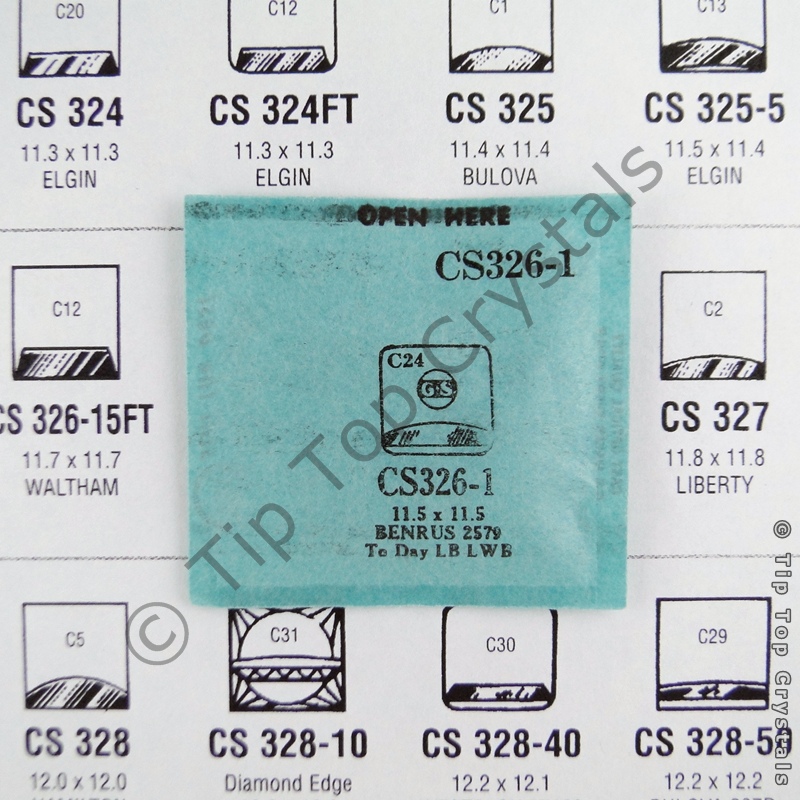 C20
C12
C1
C13
CS 324
CS 324FT
CS 325
CS 325-5
11.3 x 11.3
11.3 x 11.3
11.4 x 11.4
11.5 x 11.4
ELGIN
ELGIN
BULOVA
ELGIN
OPEN HERE
CS326-1
C12
CS 326-15FT
11.7 x 11.7
WALTHAM
C24
GS
CS326-1
11.5 x 11.5
BENRUS 2579
To Day LB LWB
C2
CS 327
11.8 x 11.8
LIBERTY
C5
C31
C30
C29
CS 328
CS 328-10
CS 328-40
CS 328-50
12.0 x 12.0
Diamond Edge
12.2 x 12.1
12.2 x 12.2
© Tip Top Crystals
© Tip Top Crystals